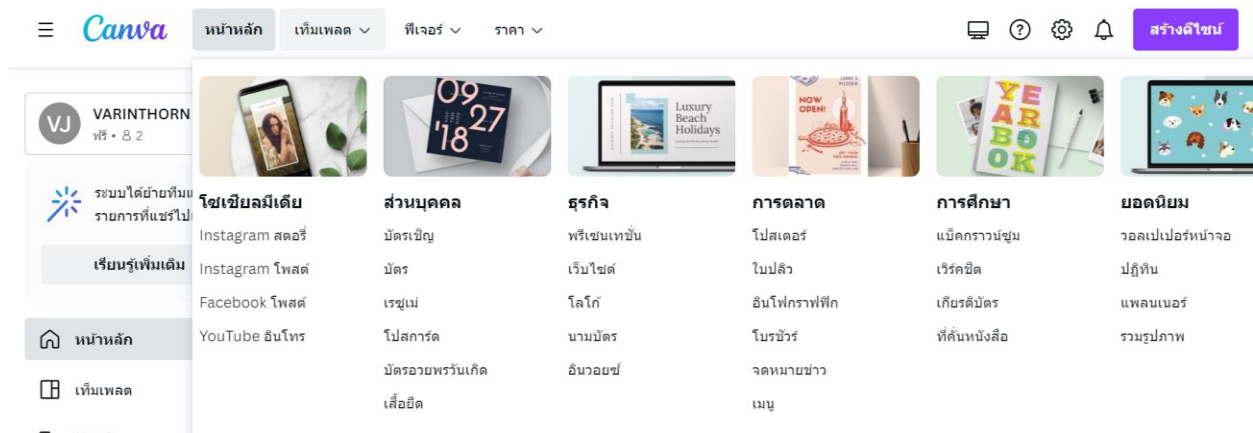 Canva หน้าหลัก เท็มเพลต ฟีเจอร์ ราคา สร้างดีไซน์
VJ VARINTHORN
ฟรี • 2
ระบบได้ย้ายทีม
รายการที่แชร์ไป
เรียนรู้เพิ่มเติม
หน้าหลัก
เท็มเพลต
09
27
'18
Luxury
Beach
Holidays
NOW
OPEN!
YE
AR
BO
OK
โซเชียลมีเดีย
Instagram สตอรี่
Instagram โพสต์
Facebook โพสต์
YouTube อินโทร
ส่วนบุคคล
บัตรเชิญ
บัตร
เรซูเม่
โปสการ์ด
บัตรอวยพรวันเกิด
เสื้อยืด
ธุรกิจ
พรีเซนเทชั่น
เว็บไซต์
โลโก้
นามบัตร
อินวอยซ์
การตลาด
โปสเตอร์
ใบปลิว
อินโฟกราฟฟิก
โบรชัวร์
จดหมายข่าว
เมนู
การศึกษา
แบ็คกราวน์ซูม
เวิร์คชีต
เกียรติบัตร
ที่คั่นหนังสือ
ยอดนิยม
วอลเปเปอร์หน้าจอ
ปฏิทิน
แพลนเนอร์
รวมรูปภาพ